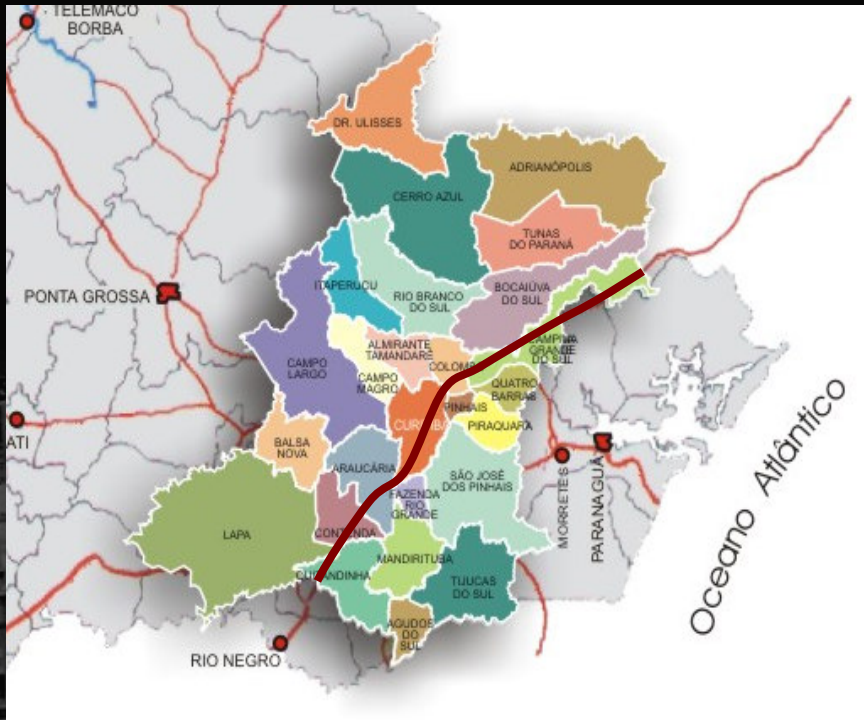 TELEMACO
BORBA
DR. ULISSES
ADRIANÓPOLIS
CERRO AZUL
TUNAS
DO PARANÁ
ITAPERUÇU
RIO BRANCO
DO SUL
BOCAIÚVA
DO SUL
PONTA GROSSA
CAMPO
LARGO
ALMIRANTE
TAMANDARÉ
CAMPO
MAGRO
COLOMB
CAMPINA
GRANDE
DO SUL
QUATRO
BARRAS
CURITIBA
PINHAIS
PIRAQUARA
ATI
BALSA
NOVA
ARAUCÁRIA
SÃO JOSÉ
DOS PINHAIS
FAZENDA
RIO
GRANDE
MORRETES
PARANAGUÁ
Oceano Atlântico
LAPA
CONTENDA
MANDIRITUBA
QUITANDINHA
TIJUCAS
DO SUL
AGUDOS
DO
SUL
RIO NEGRO